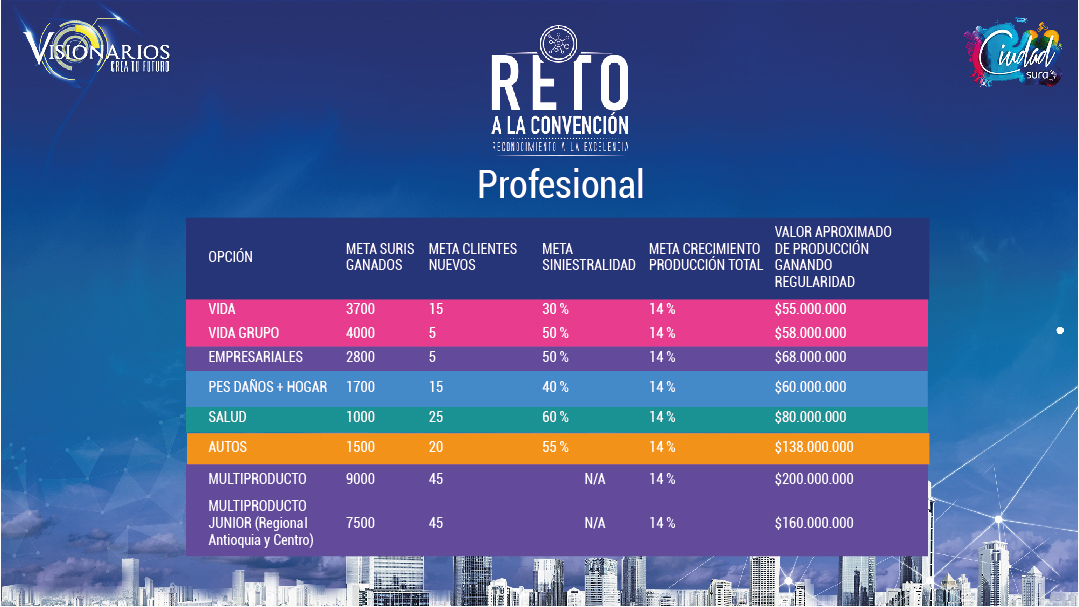 VISIONARIOS
CREA TU FUTURO
Ciudad
sura
RETO
A LA CONVENCIÓN
RECONOCIMIENTO A LA EXCELENCIA
Profesional
OPCIÓN
META SURIS
GANADOS
META CLIENTES
NUEVOS
META
SINIESTRALIDAD
META CRECIMIENTO
PRODUCCIÓN TOTAL
VALOR APROXIMADO
DE PRODUCCIÓN
GANANDO
REGULARIDAD
VIDA 3700 15 30 % 14 % $55.000.000
VIDA GRUPO 4000 5 50 % 14 % $58.000.000
EMPRESARIALES 2800 5 50 % 14 % $68.000.000
PES DAÑOS + HOGAR 1700 15 40 % 14 % $60.000.000
SALUD 1000 25 60 % 14 % $80.000.000
AUTOS 1500 20 55 % 14 % $138.000.000
MULTIPRODUCTO 9000 45 N/A 14 % $200.000.000
MULTIPRODUCTO
JUNIOR (Regional 7500 45 N/A 14 % $160.000.000
Antioquia y Centro)